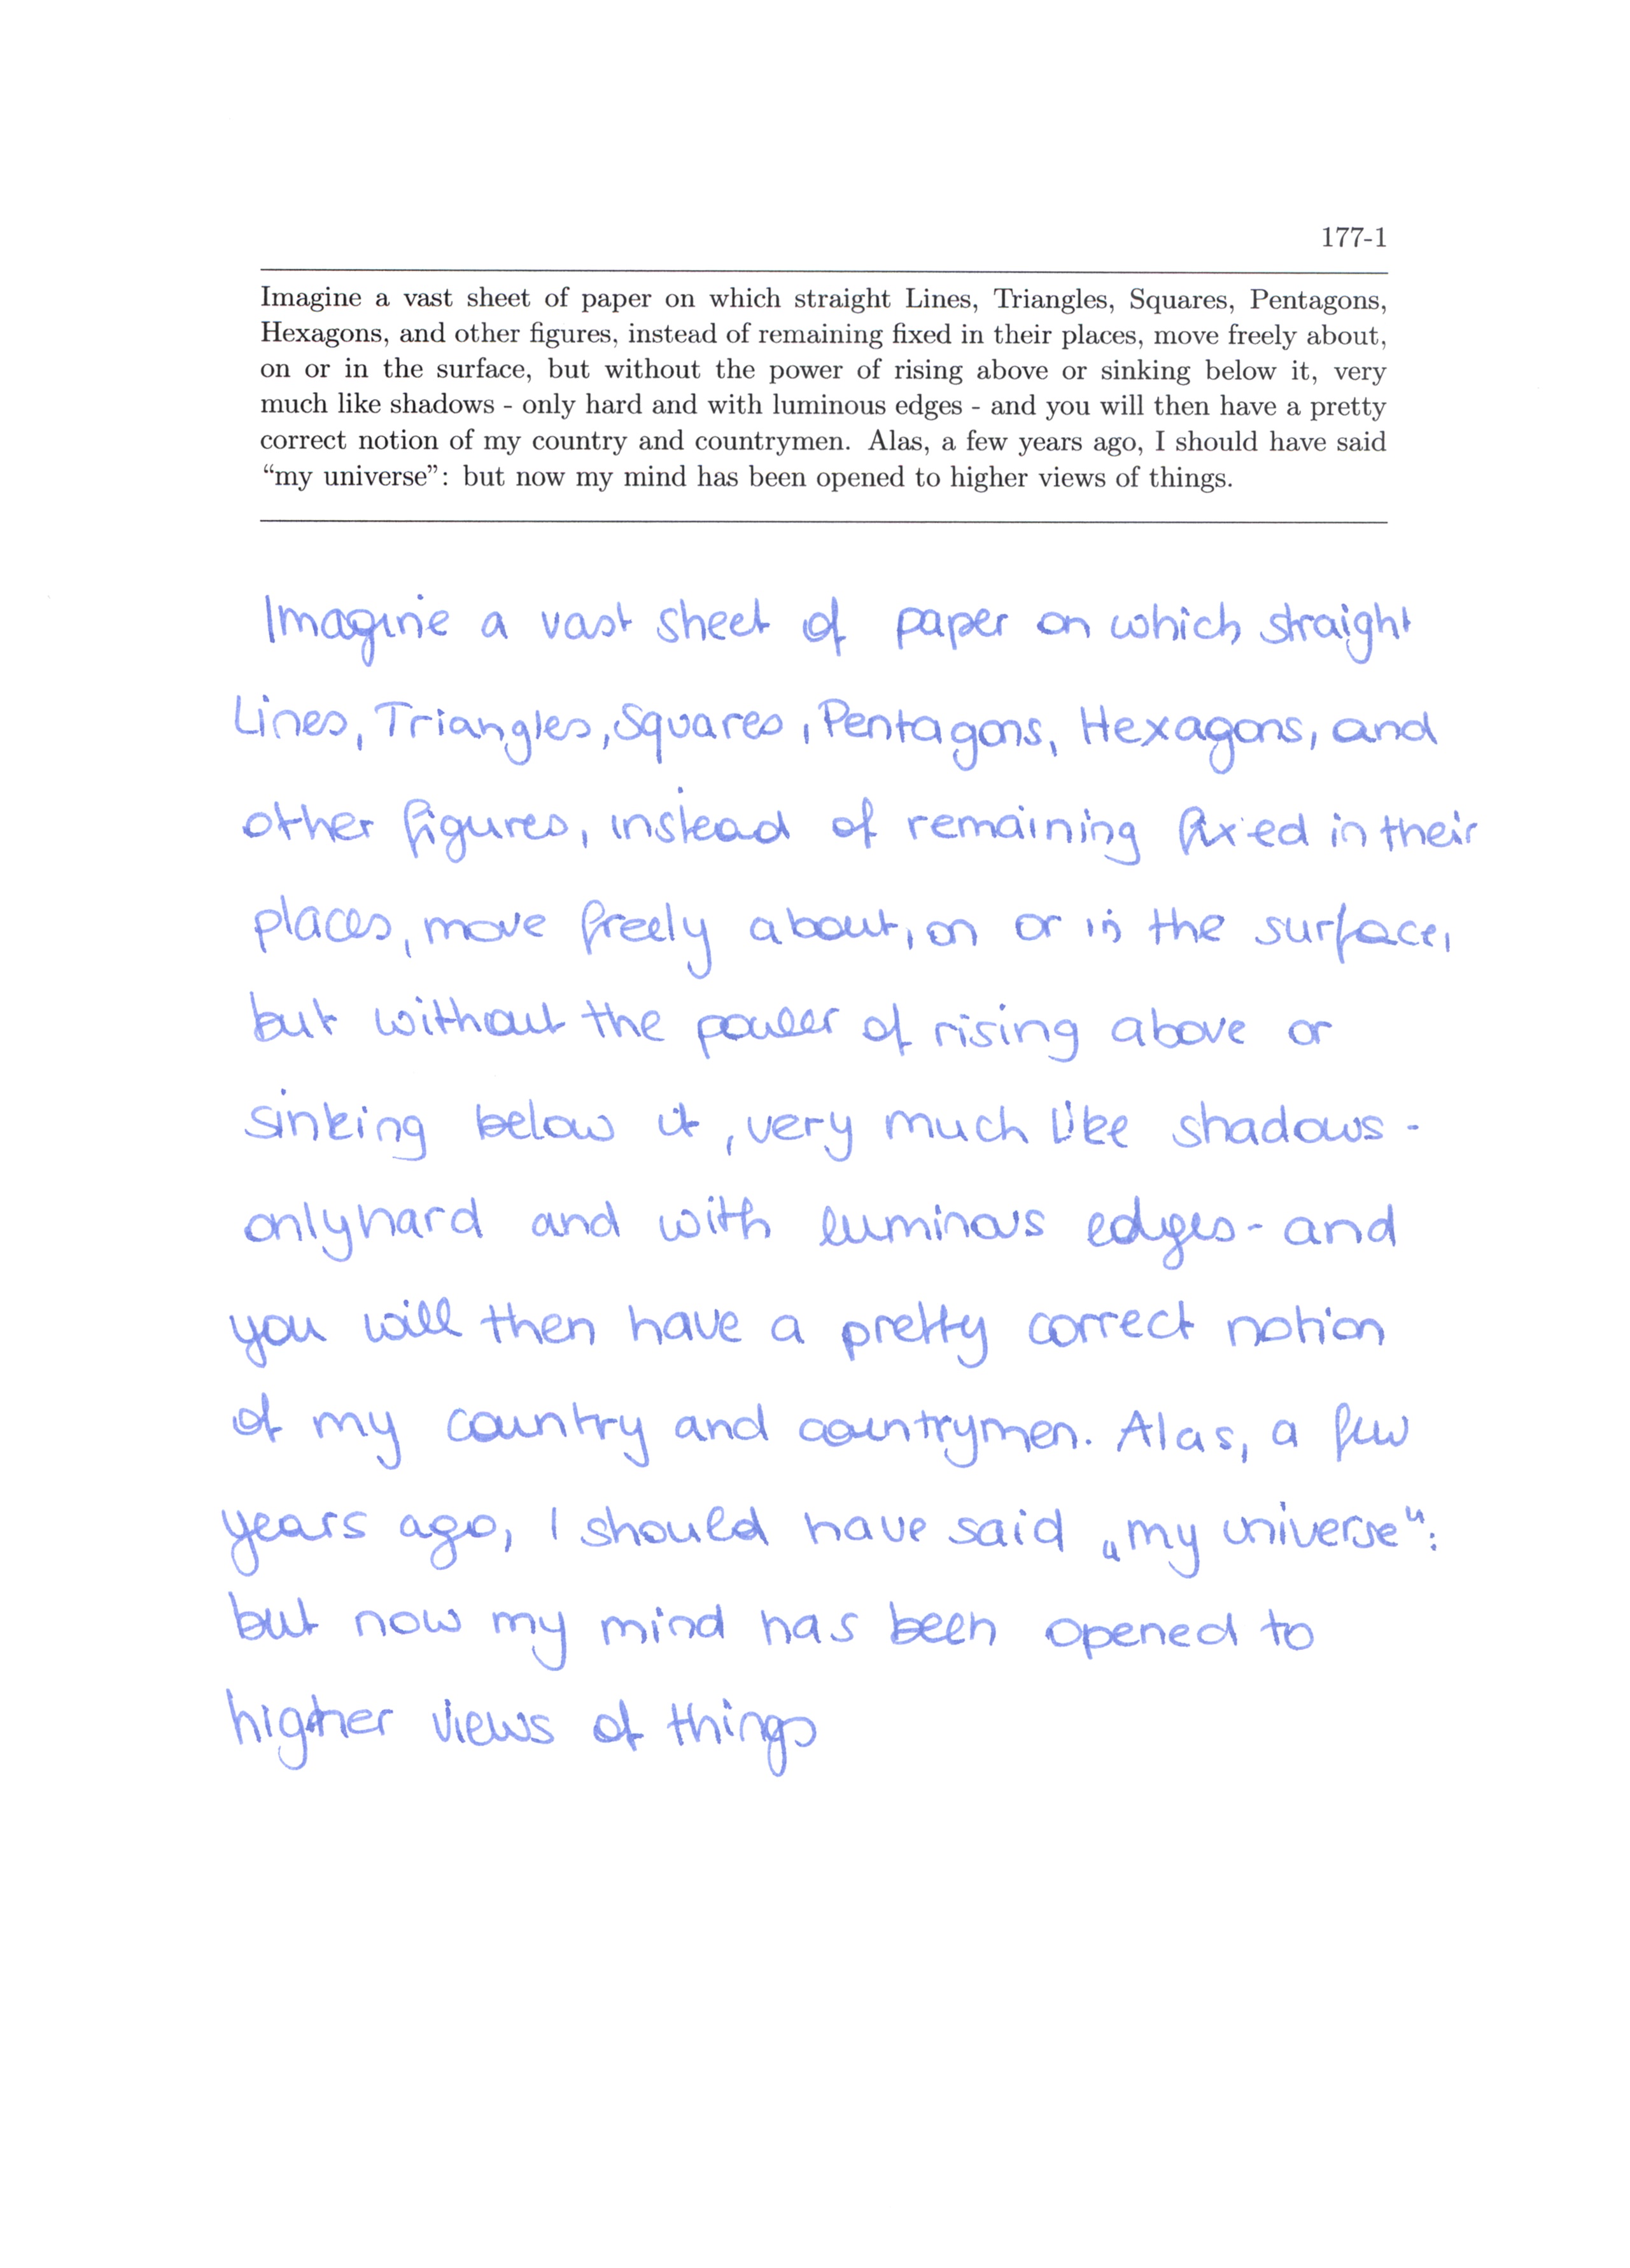 177-1
Imagine a vast sheet of paper on which straight Lines, Triangles, Squares, Pentagons,
Hexagons, and other figures, instead of remaining fixed in their places, move freely about,
on or in the surface, but without the power of rising above or sinking below it, very
much like shadows - only hard and with luminous edges - and you will then have a pretty
correct notion of my country and countrymen. Alas, a few years ago, I should have said
“my universe”: but now my mind has been opened to higher views of things.
Imagine a vast sheet of paper on which straight
Lines, Triangles, Squares, Pentagons, Hexagons, and
other figures, instead of remaining fixed in their
places, move freely about, on or in the surface,
but without the power of rising above or
sinking below it, very much like shadows -
only hard and with luminous edges - and
you will then have a pretty correct notion
of my country and countrymen. Alas, a few
years ago, I should have said „my universe“:
but now my mind has been opened to
higher views of things